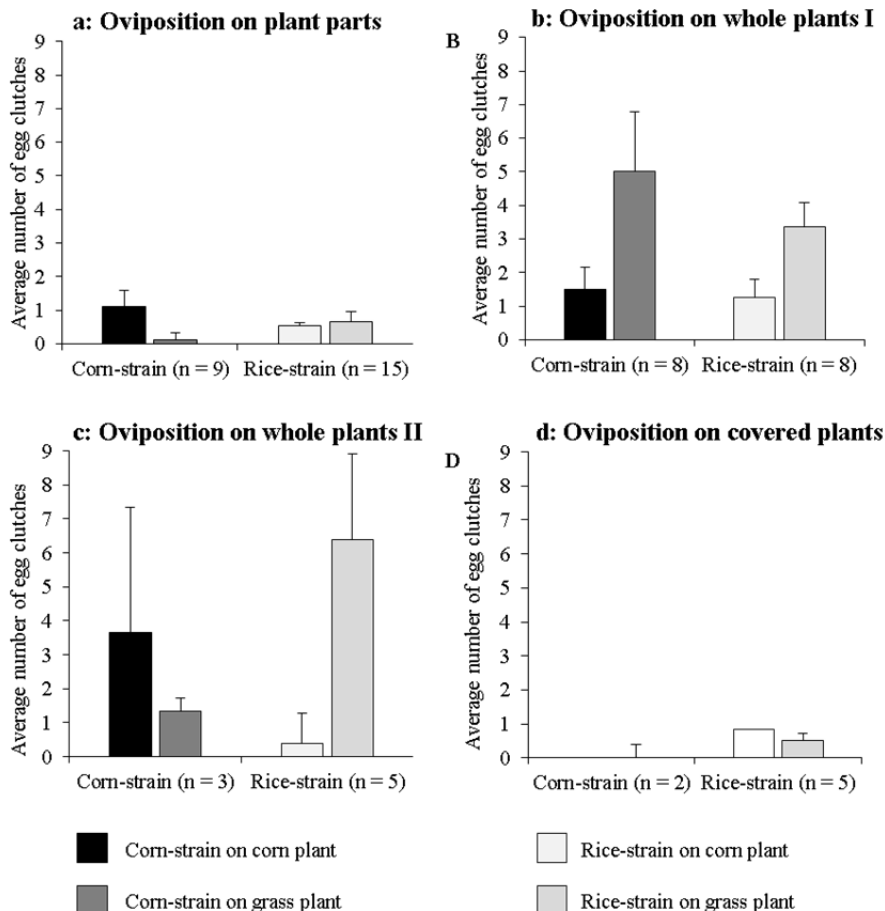 a: Oviposition on plant parts
Average number of egg clutches
9
8
7
6
5
4
3
2
1
0
Corn-strain (n = 9) Rice-strain (n = 15)
B
b: Oviposition on whole plants I
Average number of egg clutches
9
8
7
6
5
4
3
2
1
0
Corn-strain (n = 8) Rice-strain (n = 8)
c: Oviposition on whole plants II
Average number of egg clutches
9
8
7
6
5
4
3
2
1
0
Corn-strain (n = 3) Rice-strain (n = 5)
D
d: Oviposition on covered plants
Average number of egg clutches
9
8
7
6
5
4
3
2
1
0
Corn-strain (n = 2) Rice-strain (n = 5)
Corn-strain on corn plant
Rice-strain on corn plant
Corn-strain on grass plant
Rice-strain on grass plant